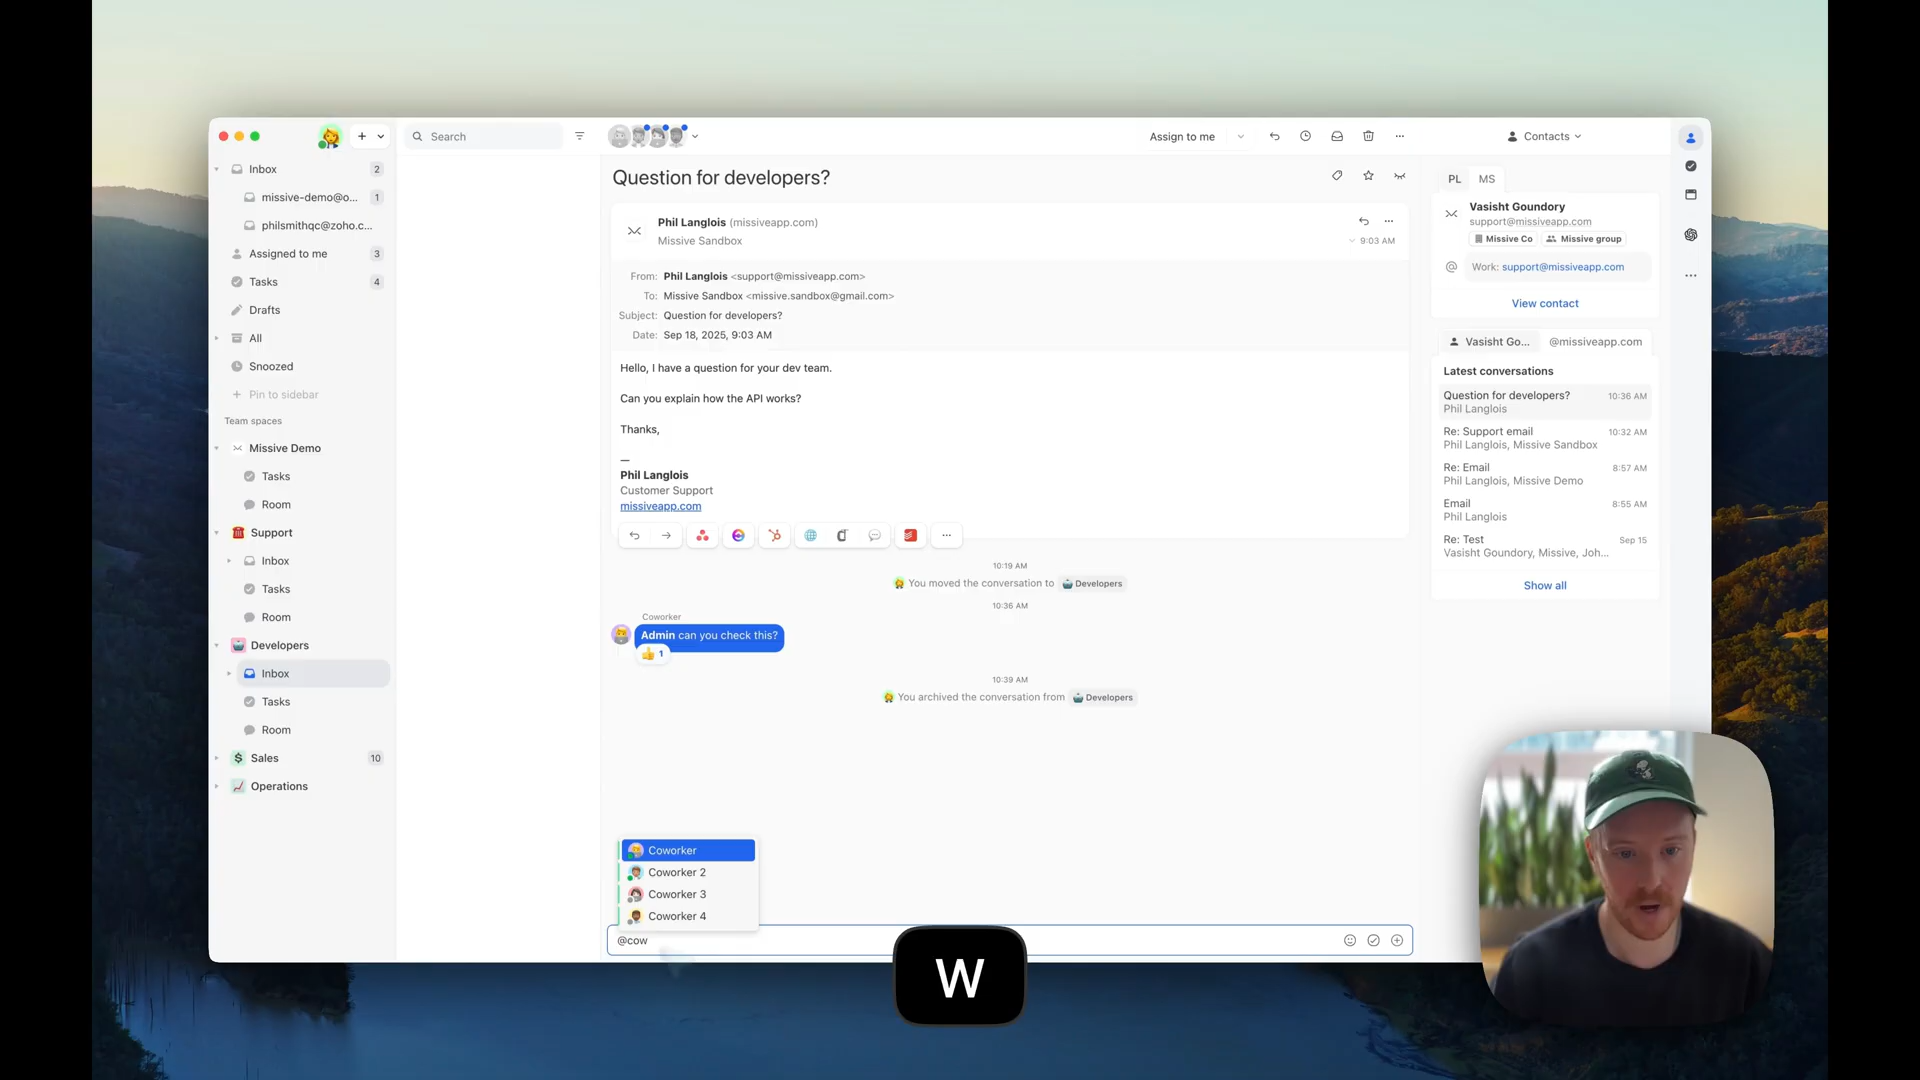 Search
Assign to me
Contacts
Inbox 2
missive-demo@o... 1
philsmithqc@zoho.c...
Assigned to me 3
Tasks 4
Drafts
All
Snoozed
Pin to sidebar
Team spaces
Missive Demo
Tasks
Room
Support
Inbox
Tasks
Room
Developers
Inbox
Tasks
Room
Sales 10
Operations
Question for developers?
Phil Langlois (missiveapp.com)
Missive Sandbox
9:03 AM
From: Phil Langlois <support@missiveapp.com>
To: Missive Sandbox <missive.sandbox@gmail.com>
Subject: Question for developers?
Date: Sep 18, 2025, 9:03 AM
Hello, I have a question for your dev team.
Can you explain how the API works?
Thanks,
—
Phil Langlois
Customer Support
missiveapp.com
10:19 AM
You moved the conversation to Developers
10:36 AM
Coworker
Admin can you check this?
👍 1
10:39 AM
You archived the conversation from Developers
Coworker
Coworker 2
Coworker 3
Coworker 4
@cow
W
PL MS
Vasisht Goundory
support@missiveapp.com
Missive Co Missive group
Work: support@missiveapp.com
View contact
Vasisht Go... @missiveapp.com
Latest conversations
Question for developers? 10:36 AM
Phil Langlois
Re: Support email 10:32 AM
Phil Langlois, Missive Sandbox
Re: Email 8:57 AM
Phil Langlois, Missive Demo
Email 8:55 AM
Phil Langlois
Re: Test Sep 15
Vasisht Goundory, Missive, Joh...
Show all